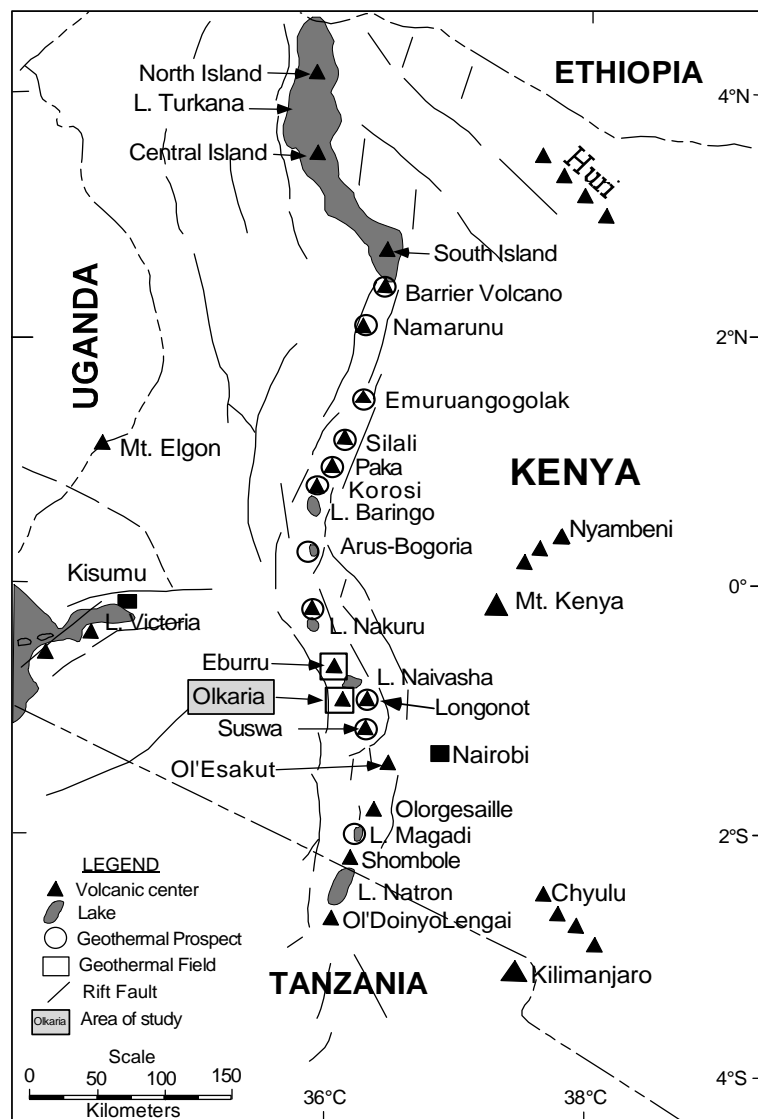 ETHIOPIA
4°N
North Island
L. Turkana
Central Island
Huri
South Island
Barrier Volcano
UGANDA
Namarunu
2°N
Emuruangogolak
Mt. Elgon
Silali
Paka
KENYA
Korosi
L. Baringo
Nyambeni
Arus-Bogoria
Kisumu
0°
Mt. Kenya
L. Victoria
L. Nakuru
Eburru
L. Naivasha
Olkaria
Longonot
Suswa
Nairobi
Ol'Esakut
Olorgesaille
L. Magadi
2°S
Shombole
L. Natron
Chyulu
Ol'DoinyoLengai
Kilimanjaro
TANZANIA
LEGEND
Volcanic center
Lake
Geothermal Prospect
Geothermal Field
Rift Fault
Olkaria Area of study
Scale
0 50 100 150
Kilometers
4°S
36°C
38°C